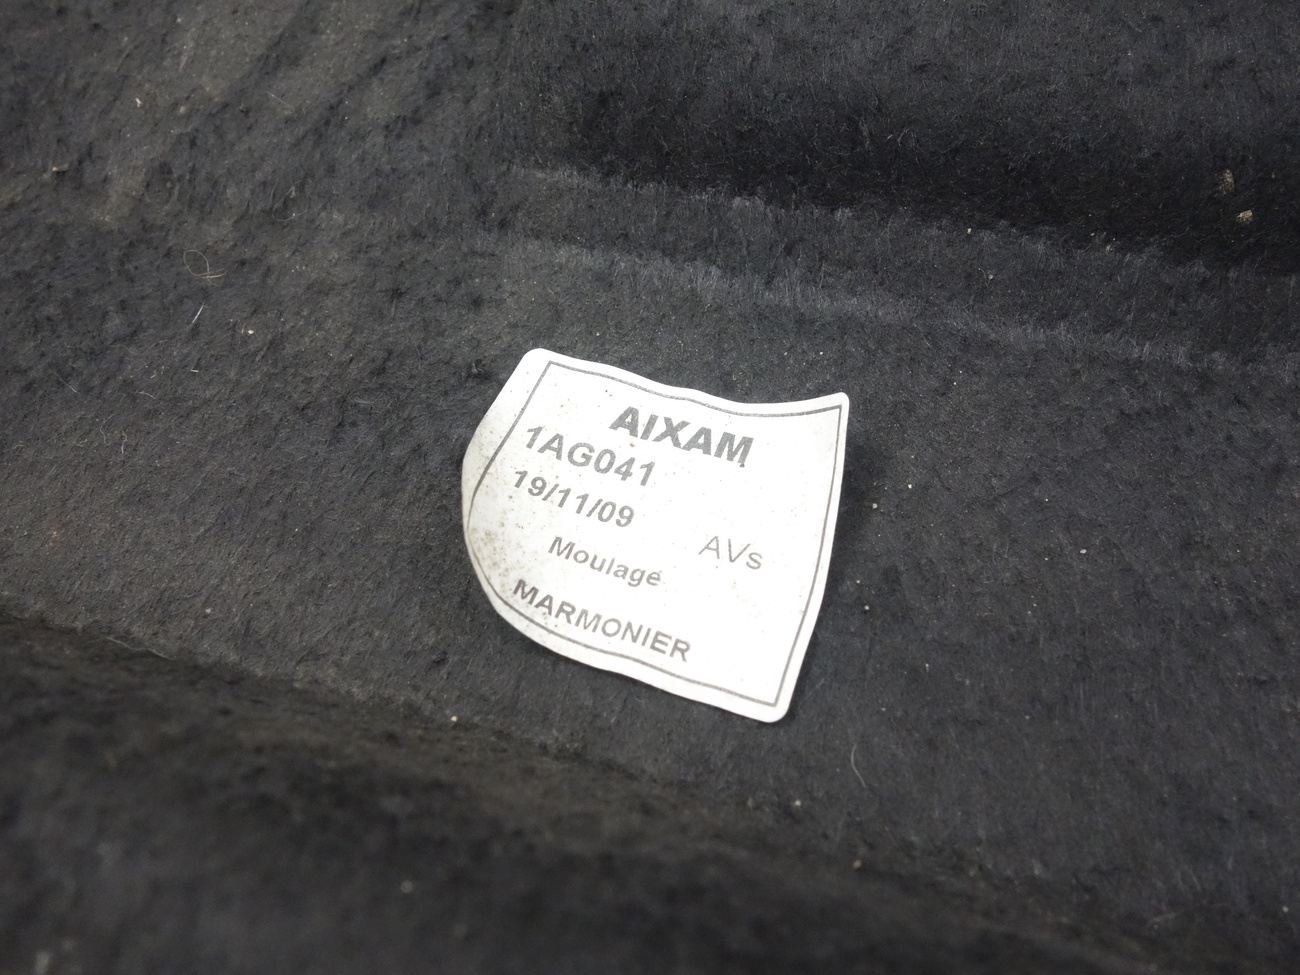 AIXAM
1AG041
19/11/09
AVs
Moulage
MARMONIER